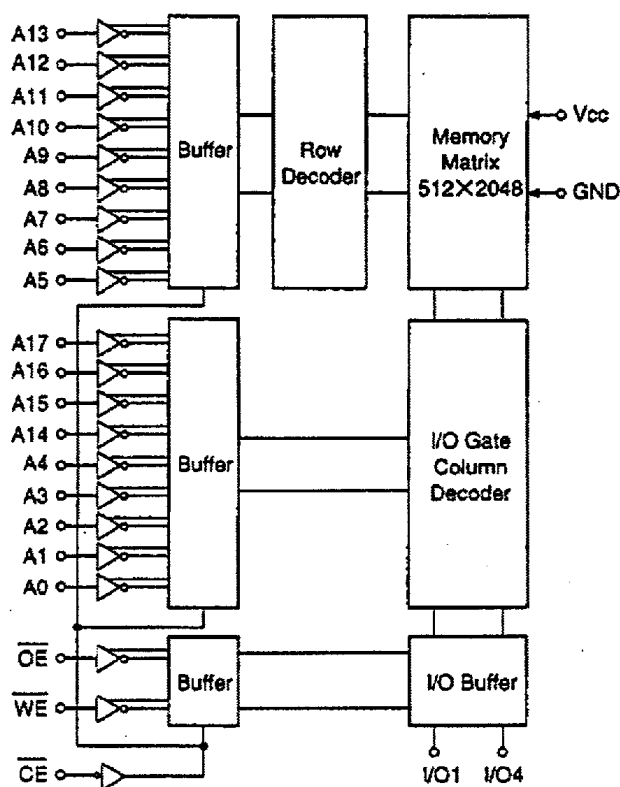 A13
A12
A11
A10
A9
A8
A7
A6
A5
Buffer
Row
Decoder
Memory
Matrix
512×2048
Vcc
GND
A17
A16
A15
A14
A4
A3
A2
A1
A0
Buffer
I/O Gate
Column
Decoder
OE
WE
CE
Buffer
I/O Buffer
I/O1 I/O4